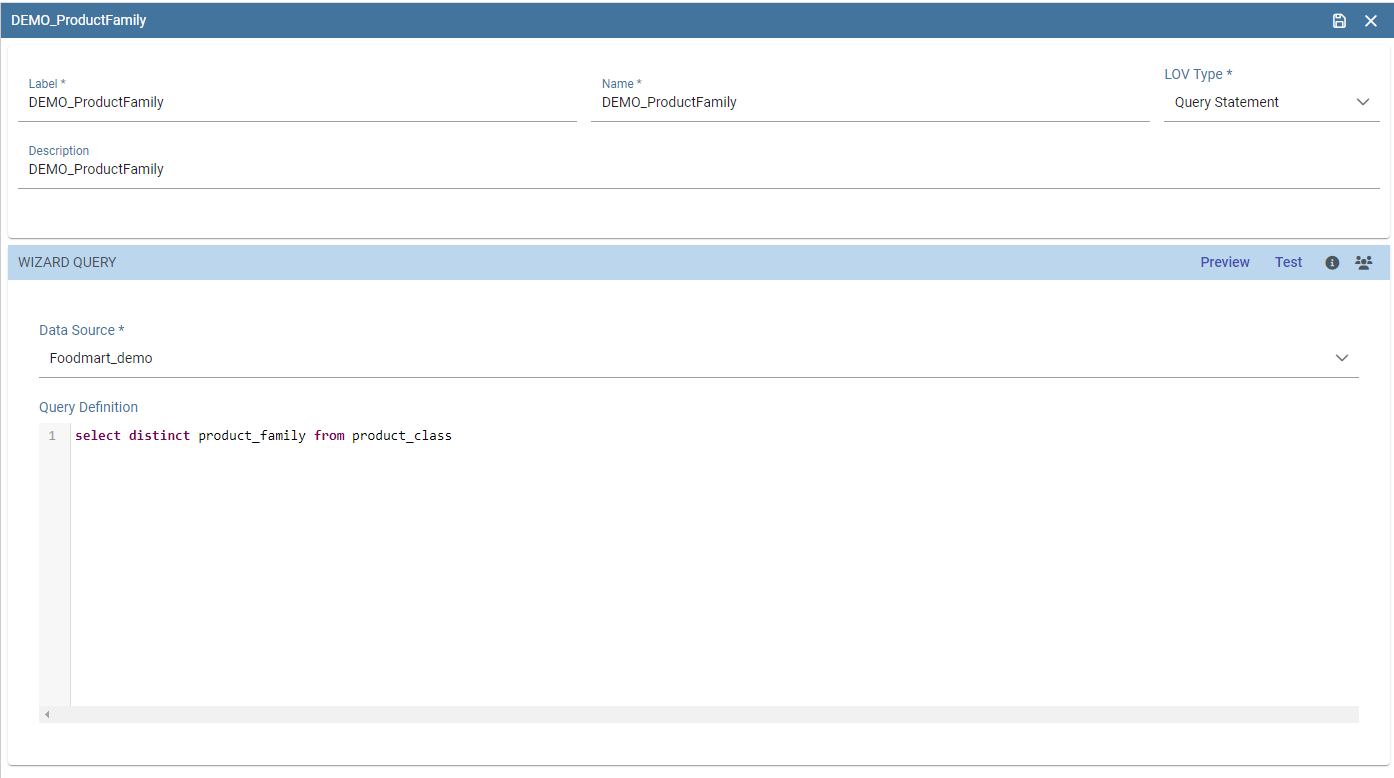 DEMO_ProductFamily
Label *
DEMO_ProductFamily
Name *
DEMO_ProductFamily
LOV Type *
Query Statement
Description
DEMO_ProductFamily
WIZARD QUERY
Preview
Test
Data Source *
Foodmart_demo
Query Definition
1
select distinct product_family from product_class